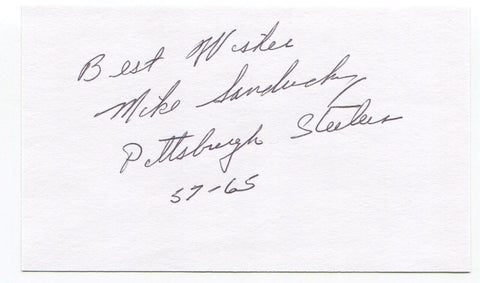 Best Wishes
Mike Sandusky
Pittsburgh Steelers
57-65